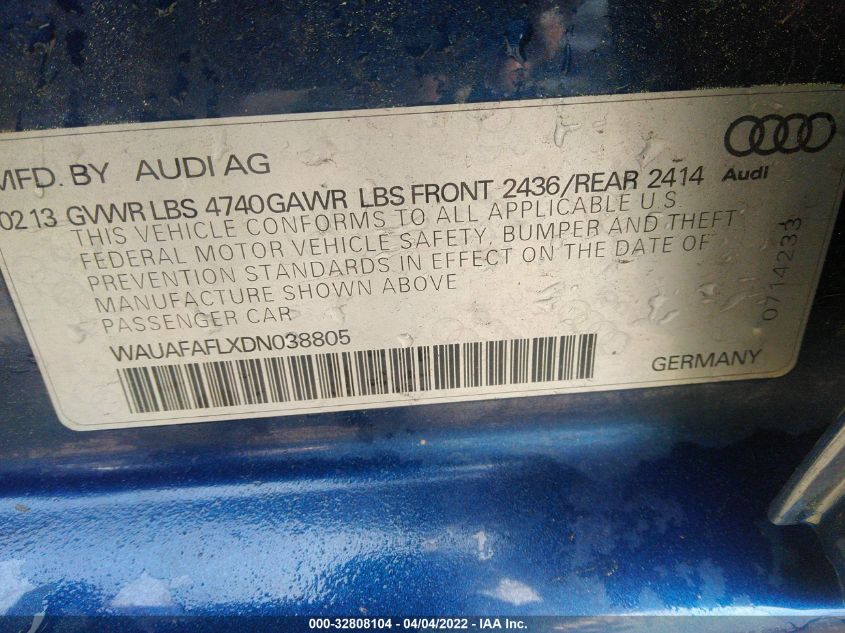 MFD. BY AUDI AG
0213 GVWR LBS 4740 GAWR LBS FRONT 2436/REAR 2414
Audi
THIS VEHICLE CONFORMS TO ALL APPLICABLE U.S
FEDERAL MOTOR VEHICLE SAFETY, BUMPER AND THEFT
PREVENTION STANDARDS IN EFFECT ON THE DATE OF
MANUFACTURE SHOWN ABOVE
PASSENGER CAR
WAUAFAFLXDN038805
GERMANY
0714233
000-32808104 / 04/04/2022 - IAA Inc.